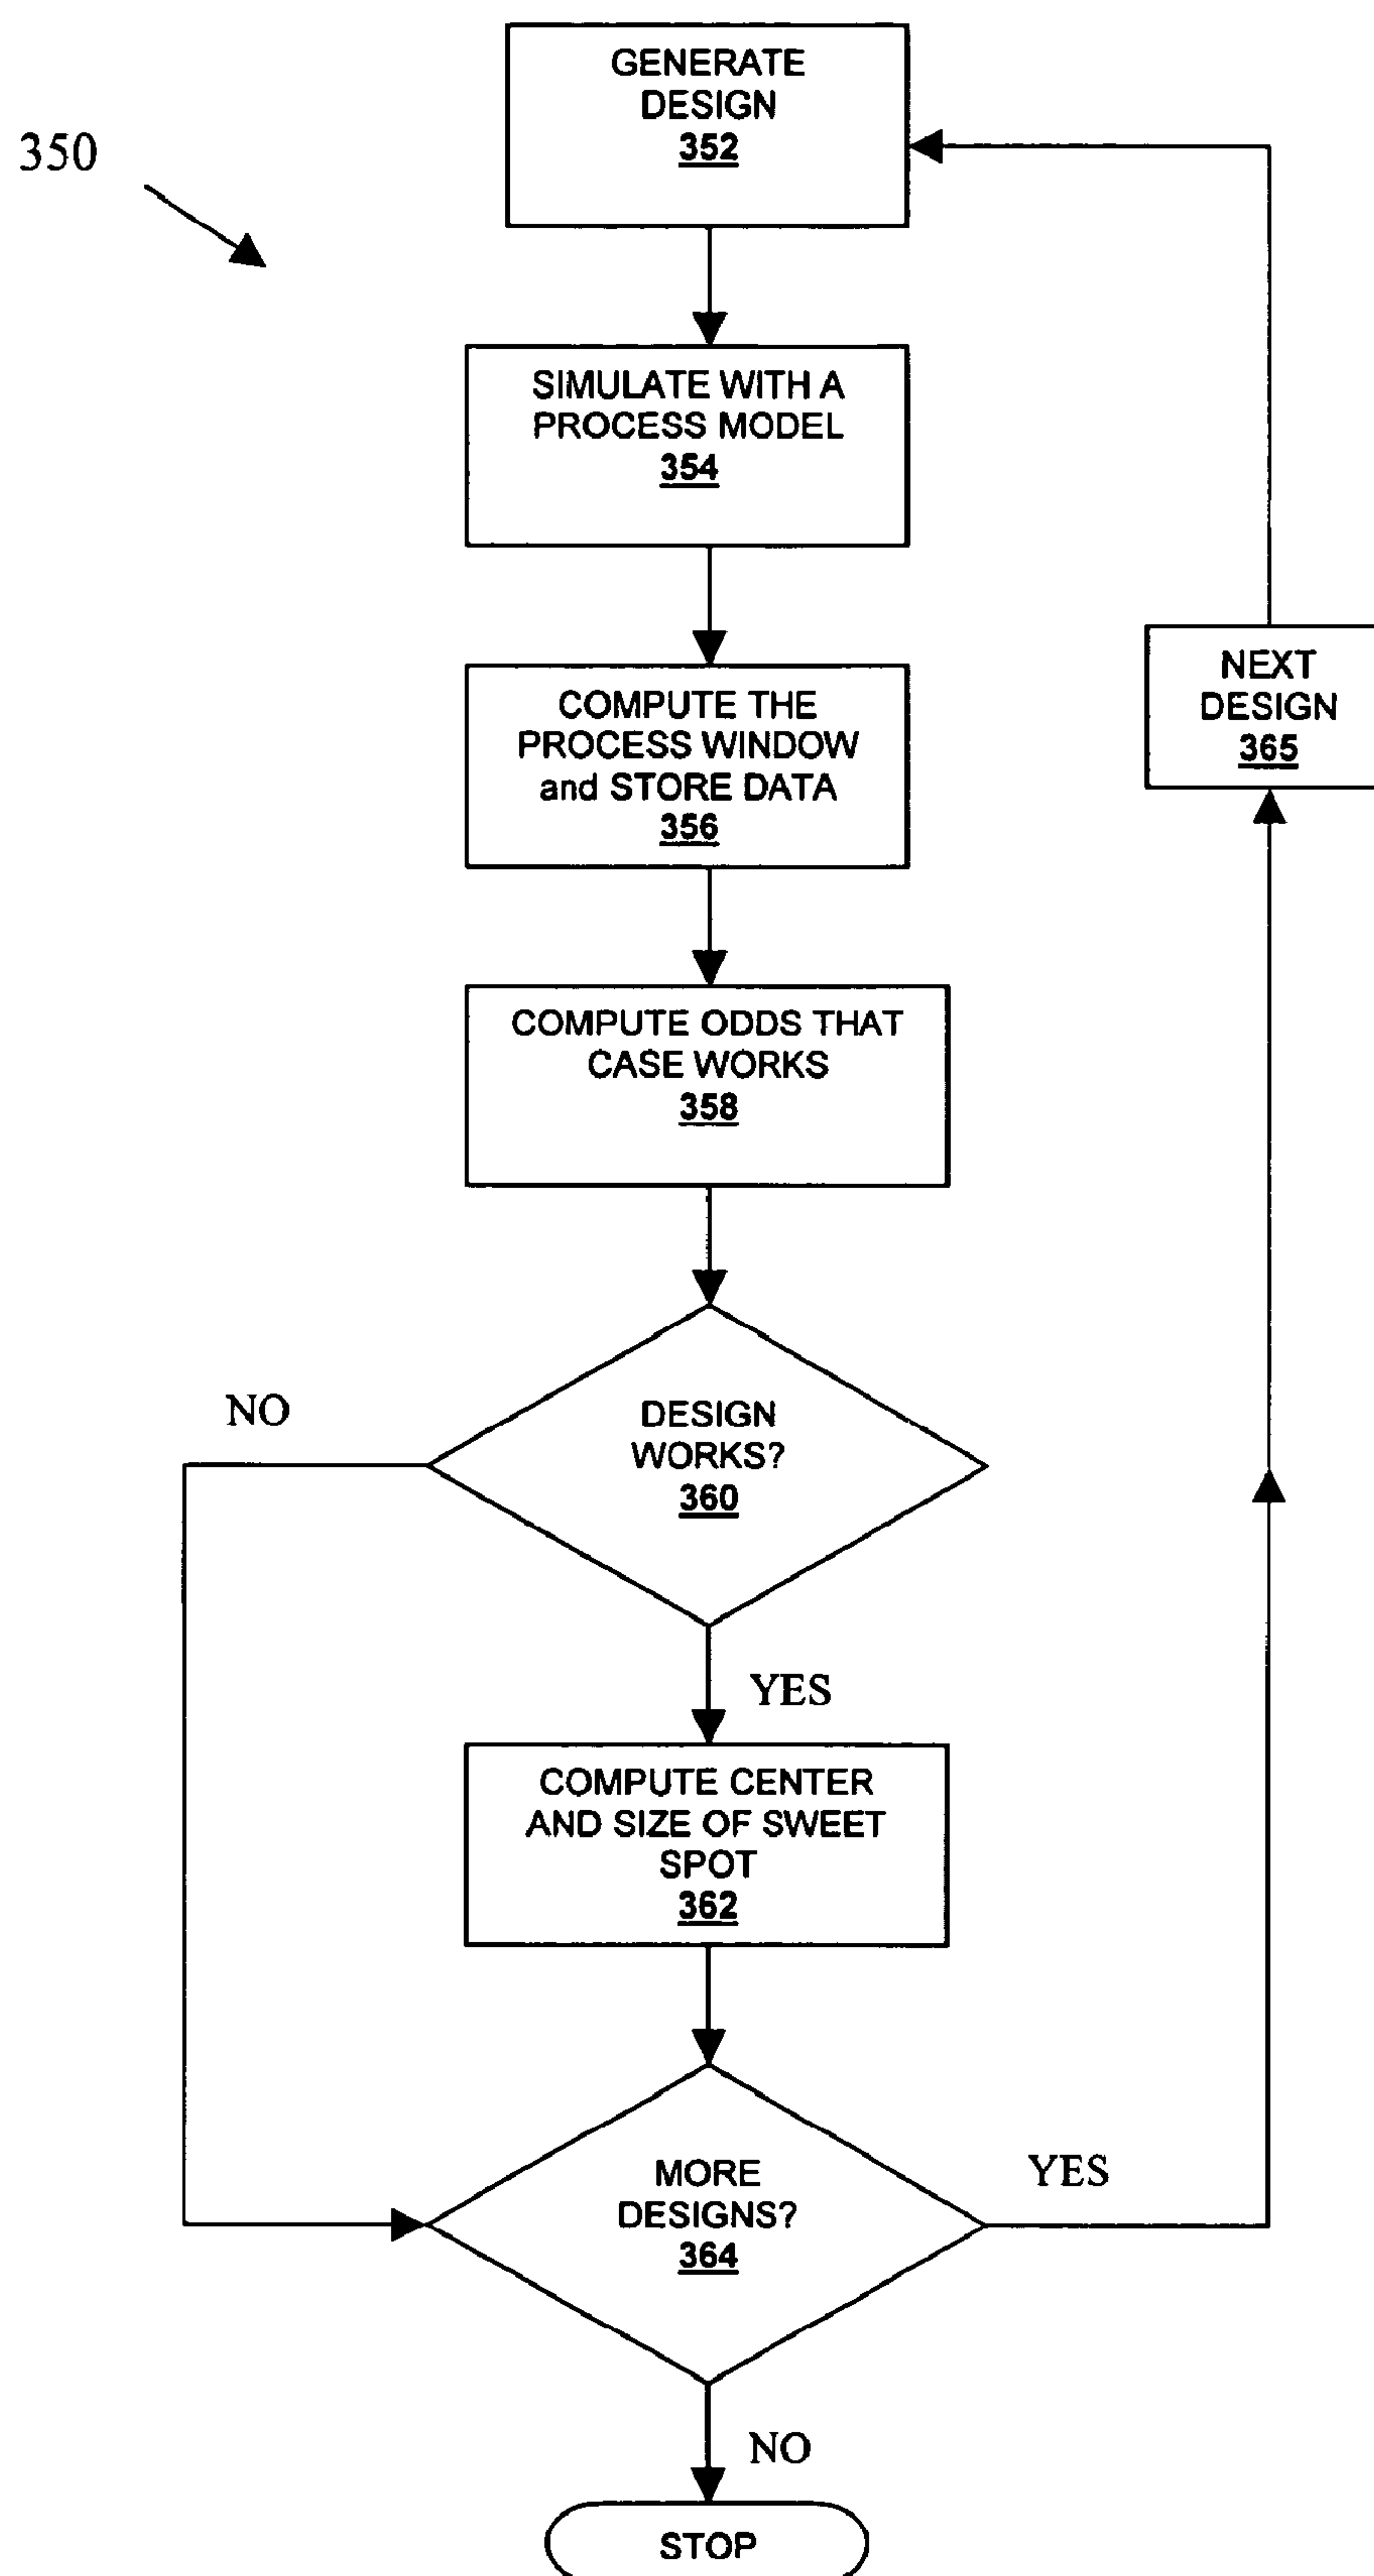 GENERATE
DESIGN
352
350
SIMULATE WITH A
PROCESS MODEL
354
COMPUTE THE
PROCESS WINDOW
and STORE DATA
356
NEXT
DESIGN
365
COMPUTE ODDS THAT
CASE WORKS
358
NO
DESIGN
WORKS?
360
YES
COMPUTE CENTER
AND SIZE OF SWEET
SPOT
362
MORE
DESIGNS?
364
YES
NO
STOP